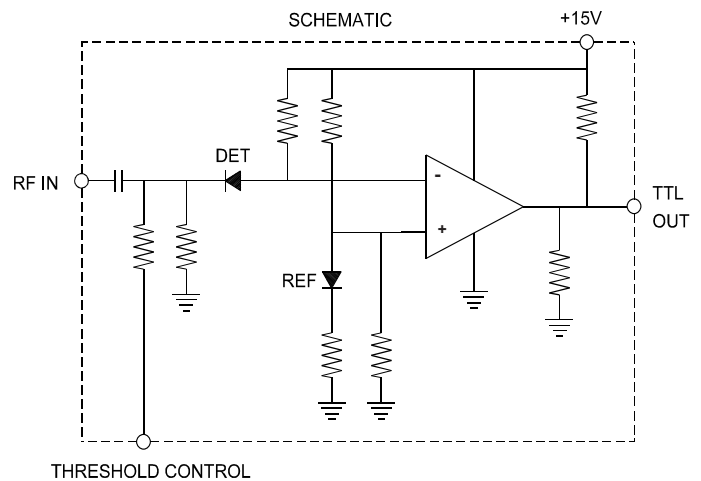 SCHEMATIC
+15V
DET
RF IN
-
+
TTL
OUT
REF
THRESHOLD CONTROL